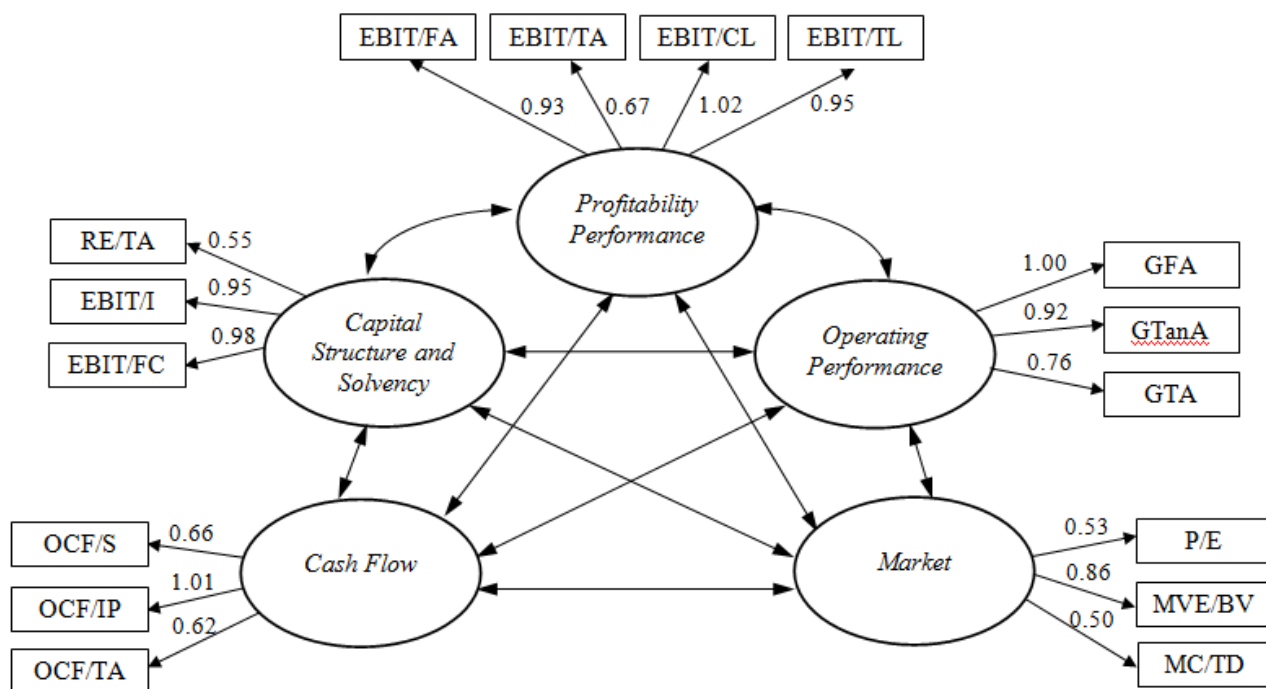 EBIT/FA
EBIT/TA
EBIT/CL
EBIT/TL
0.93
0.67
1.02
0.95
Profitability
Performance
RE/TA
EBIT/I
EBIT/FC
0.55
0.95
0.98
Capital
Structure and
Solvency
Operating
Performance
1.00
0.92
0.76
GFA
GTanA
GTA
OCF/S
OCF/IP
OCF/TA
0.66
1.01
0.62
Cash Flow
Market
0.53
0.86
0.50
P/E
MVE/BV
MC/TD